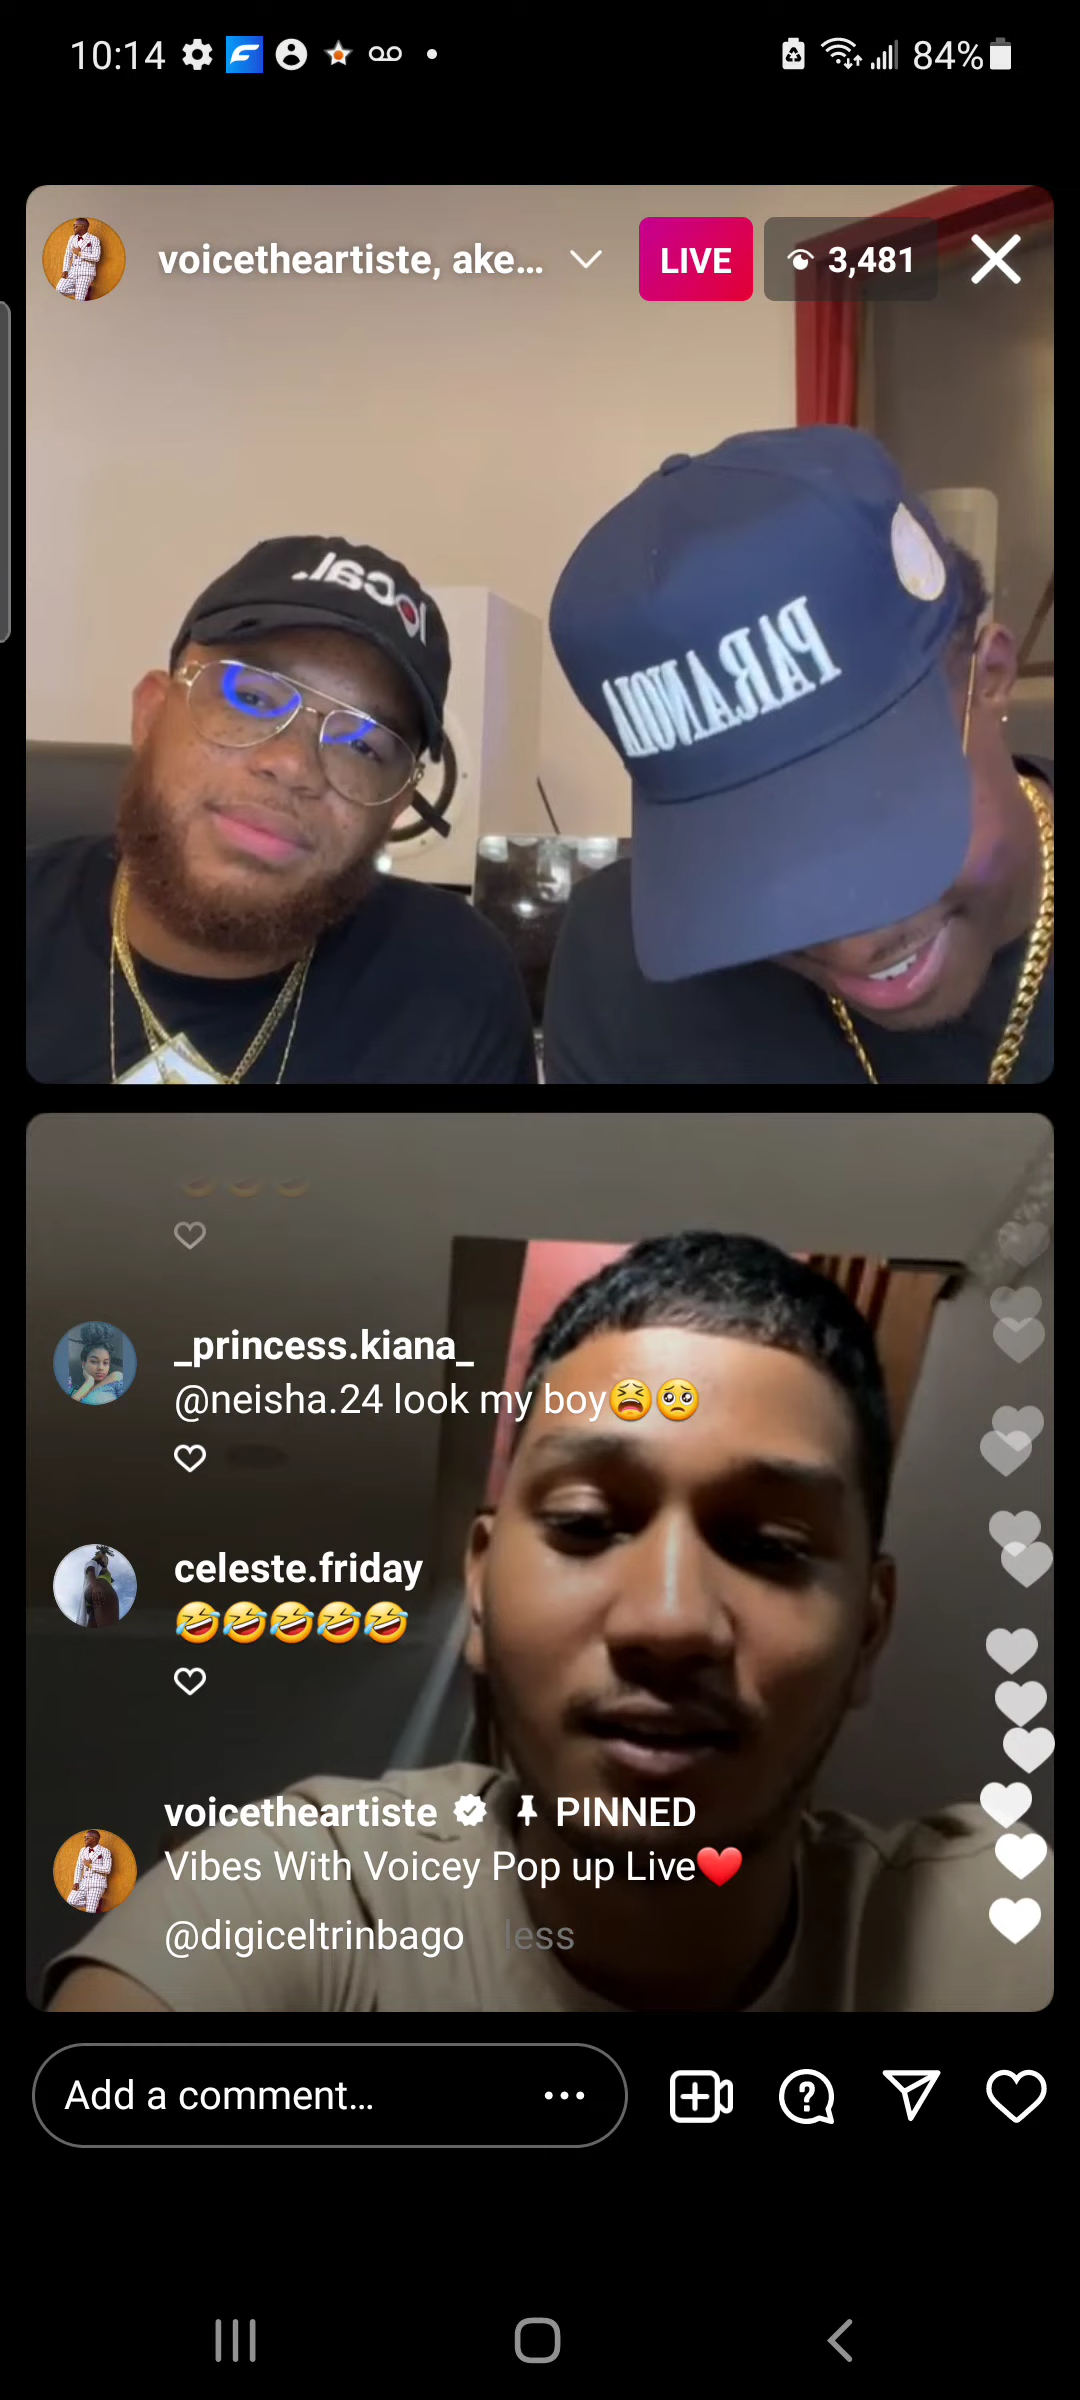 10:14
84%
voicetheartiste, ake...
LIVE
3,481
local.
PARANOIA
_princess.kiana_
@neisha.24 look my boy😫🥺
celeste.friday
🤣🤣🤣🤣🤣
voicetheartiste PINNED
Vibes With Voicey Pop up Live❤️
@digiceltrinbago less
Add a comment...